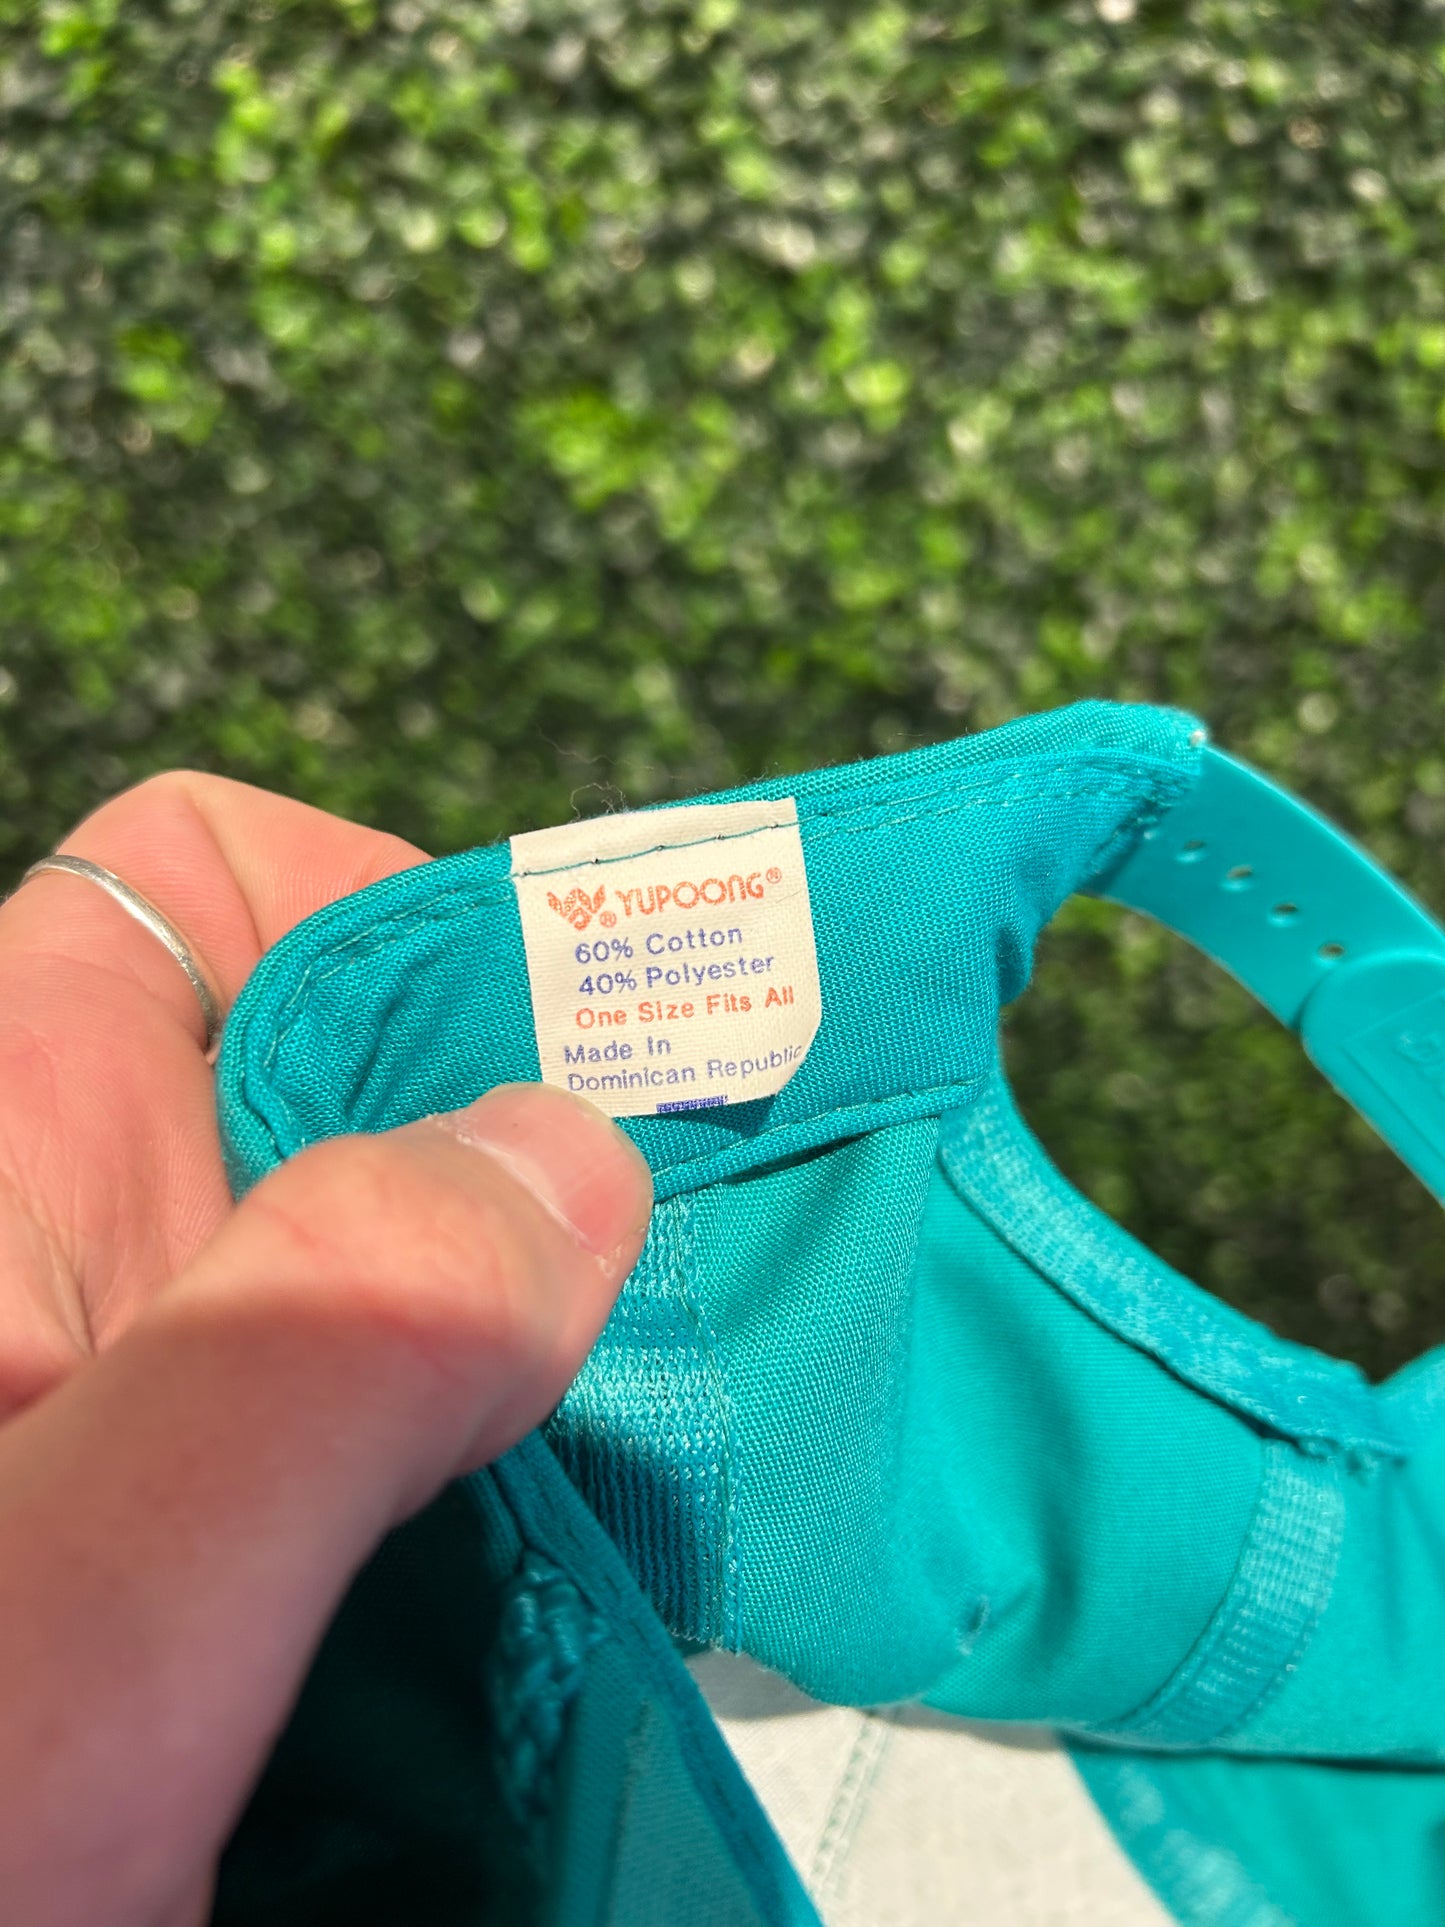 YUPOONG®
®
60% Cotton
40% Polyester
One Size Fits All
Made In
Dominican Republic